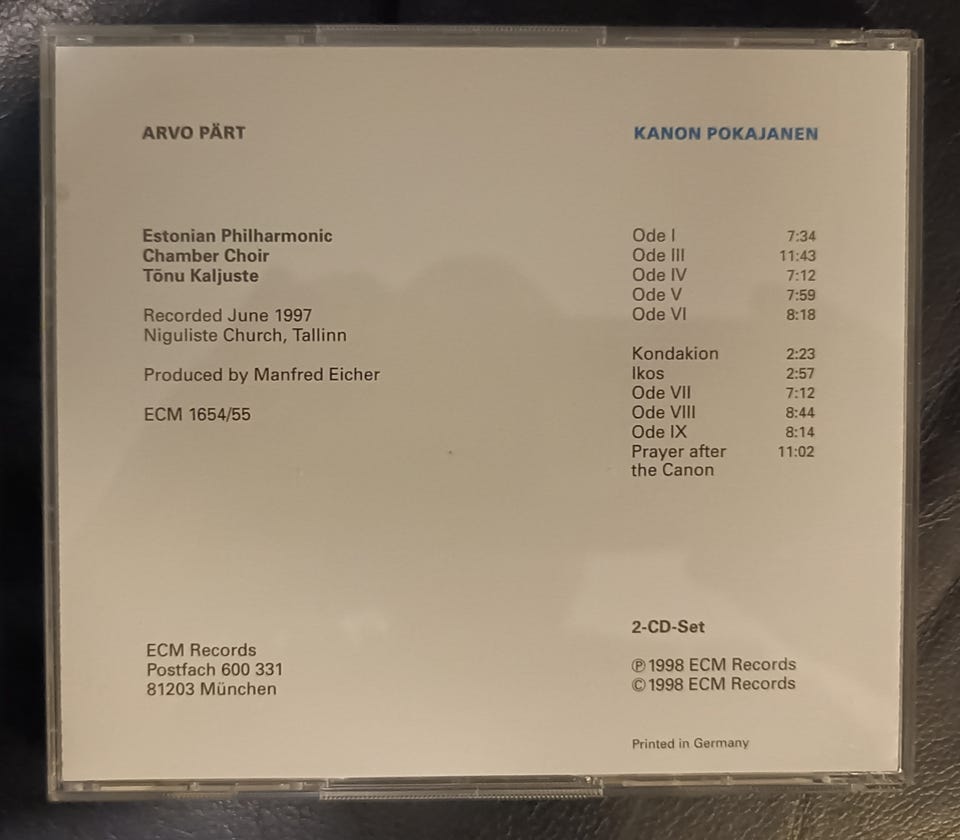 ARVO PÄRT
KANON POKAJANEN
Estonian Philharmonic
Chamber Choir
Tõnu Kaljuste
Recorded June 1997
Niguliste Church, Tallinn
Produced by Manfred Eicher
ECM 1654/55
Ode I 7:34
Ode III 11:43
Ode IV 7:12
Ode V 7:59
Ode VI 8:18
Kondakion 2:23
Ikos 2:57
Ode VII 7:12
Ode VIII 8:44
Ode IX 8:14
Prayer after 11:02
the Canon
ECM Records
Postfach 600 331
81203 München
2-CD-Set
℗ 1998 ECM Records
© 1998 ECM Records
Printed in Germany